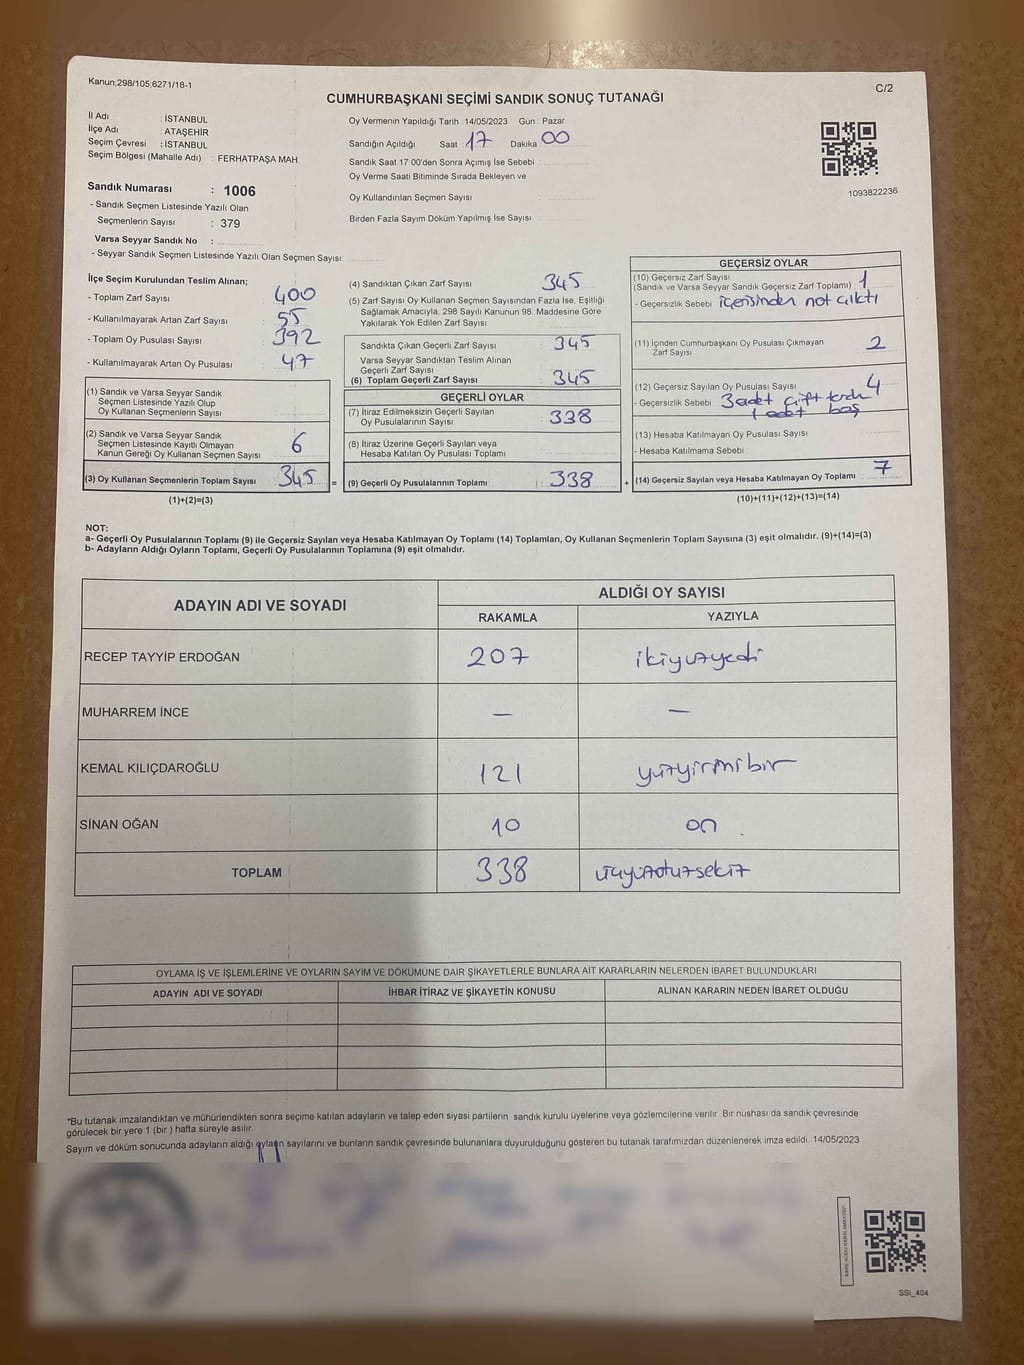 Kanun;298/105,6271/18-1
C/2
CUMHURBAŞKANI SEÇİMİ SANDIK SONUÇ TUTANAĞI
İl Adı : İSTANBUL
İlçe Adı : ATAŞEHİR
Seçim Çevresi : İSTANBUL
Seçim Bölgesi (Mahalle Adı) : FERHATPAŞA MAH.
Sandık Numarası : 1006
- Sandık Seçmen Listesinde Yazılı Olan
Seçmenlerin Sayısı : 379
Varsa Seyyar Sandık No :
- Seyyar Sandık Seçmen Listesinde Yazılı Olan Seçmen Sayısı:
Oy Vermenin Yapıldığı Tarih :14/05/2023 Gün : Pazar
Sandığın Açıldığı Saat : 17 Dakika : 00
Sandık Saat 17 00'den Sonra Açımış İse Sebebi :
Oy Verme Saati Bitiminde Sırada Bekleyen ve
Oy Kullandırılan Seçmen Sayısı :
Birden Fazla Sayım Döküm Yapılmış İse Sayısı :
1093822236
İlçe Seçim Kurulundan Teslim Alınan;
- Toplam Zarf Sayısı : 400
- Kullanılmayarak Artan Zarf Sayısı : 55
- Toplam Oy Pusulası Sayısı : 392
- Kullanılmayarak Artan Oy Pusulası : 47
(1) Sandık ve Varsa Seyyar Sandık
Seçmen Listesinde Yazılı Olup
Oy Kullanan Seçmenlerin Sayısı :
(2) Sandık ve Varsa Seyyar Sandık
Seçmen Listesinde Kayıtlı Olmayan
Kanun Gereği Oy Kullanan Seçmen Sayısı : 6
(3) Oy Kullanan Seçmenlerin Toplam Sayısı : 345 =
(1)+(2)=(3)
(4) Sandıktan Çıkan Zarf Sayısı : 345
(5) Zarf Sayısı Oy Kullanan Seçmen Sayısından Fazla İse, Eşitliği
Sağlamak Amacıyla, 298 Sayılı Kanunun 98. Maddesine Göre
Yakılarak Yok Edilen Zarf Sayısı :
Sandıkta Çıkan Geçerli Zarf Sayısı : 345
Varsa Seyyar Sandıktan Teslim Alınan
Geçerli Zarf Sayısı
(6) Toplam Geçerli Zarf Sayısı : 345
GEÇERLİ OYLAR
(7) İtiraz Edilmeksizin Geçerli Sayılan
Oy Pusulasının Sayısı : 338
(8) İtiraz Üzerine Geçerli Sayılan veya
Hesaba Katılan Oy Pusulası Toplamı :
(9) Geçerli Oy Pusulalarının Toplamı : 338 +
GEÇERSİZ OYLAR
(10) Geçersiz Zarf Sayısı
(Sandık ve Varsa Seyyar Sandık Geçersiz Zarf Toplamı) : 1
- Geçersizlik Sebebi : içerisinden not çıktı
(11) İçinden Cumhurbaşkanı Oy Pusulası Çıkmayan
Zarf Sayısı : 2
(12) Geçersiz Sayılan Oy Pusulası Sayısı : 4
- Geçersizlik Sebebi : 3 adet çift
1 adet boş
(13) Hesaba Katılmayan Oy Pusulası Sayısı :
- Hesaba Katılmama Sebebi :
(14) Geçersiz Sayılan veya Hesaba Katılmayan Oy Toplamı : 7
(10)+(11)+(12)+(13)=(14)
NOT:
a- Geçerli Oy Pusulalarının Toplamı (9) ile Geçersiz Sayılan veya Hesaba Katılmayan Oy Toplamı (14) Toplamları, Oy Kullanan Seçmenlerin Toplam Sayısına (3) eşit olmalıdır. (9)+(14)=(3)
b- Adayların Aldığı Oyların Toplamı, Geçerli Oy Pusulalarının Toplamına (9) eşit olmalıdır.
ADAYIN ADI VE SOYADI ALDIĞI OY SAYISI
RAKAMLA YAZIYLA
RECEP TAYYİP ERDOĞAN 207 ikiyüzyedi
MUHARREM İNCE — —
KEMAL KILIÇDAROĞLU 121 yüzyirmibir
SİNAN OĞAN 10 on
TOPLAM 338 üçyüzotuzsekiz
OYLAMA İŞ VE İŞLEMLERİNE VE OYLARIN SAYIM VE DÖKÜMÜNE DAİR ŞİKAYETLERLE BUNLARA AİT KARARLARIN NELERDEN İBARET BULUNDUKLARI
ADAYIN ADI VE SOYADI İHBAR İTİRAZ VE ŞİKAYETİN KONUSU ALINAN KARARIN NEDEN İBARET OLDUĞU
*Bu tutanak imzalandıktan ve mühürlendikten sonra seçime katılan adayların ve talep eden siyasi partilerin sandık kurulu üyelerine veya gözlemcilerine verilir. Bir nüshası da sandık çevresinde
görülecek bir yere 1 (bir) hafta süreyle asılır.
Sayım ve döküm sonucunda adayların aldığı oyların sayılarını ve bunların sandık çevresinde bulunanlara duyurulduğunu gösteren bu tutanak tarafımızdan düzenlenerek imza edildi. 14/05/2023
SSI_404